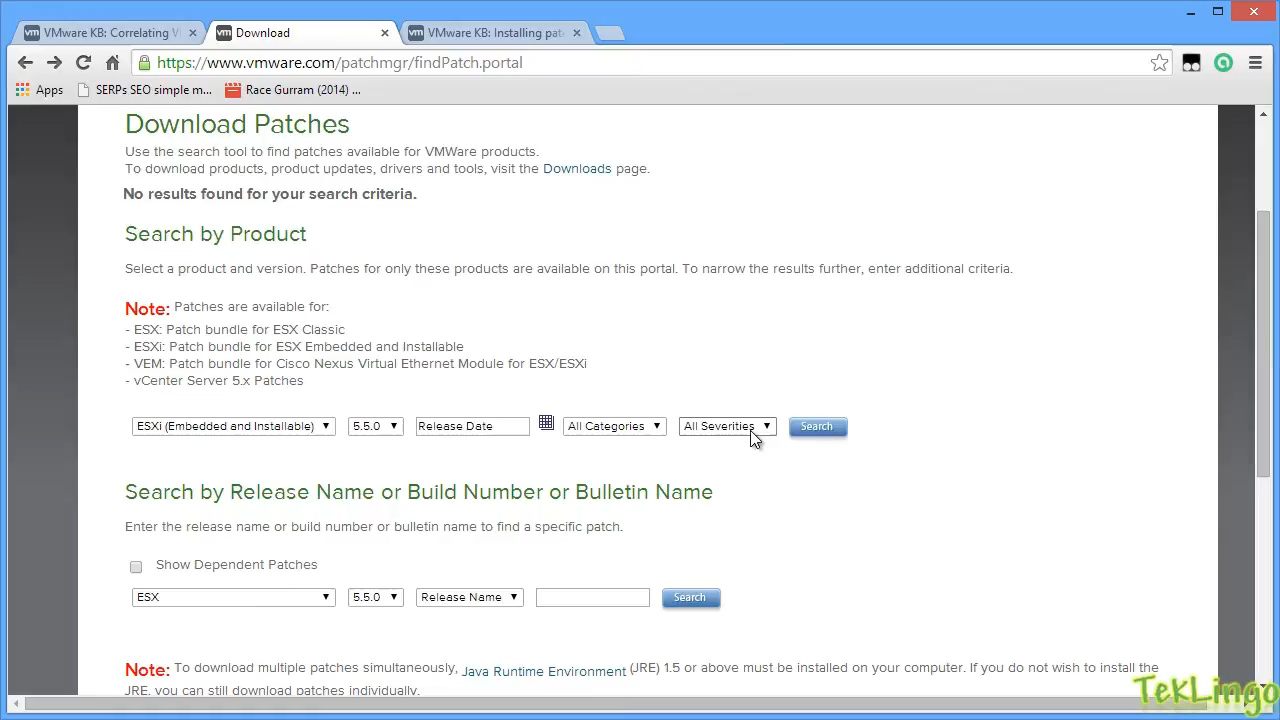 VMware KB: Correlating V
Download
VMware KB: Installing pat
https://www.vmware.com/patchmgr/findPatch.portal
Apps
SERPs SEO simple m...
Race Gurram (2014) ...
Download Patches
Use the search tool to find patches available for VMWare products.
To download products, product updates, drivers and tools, visit the Downloads page.
No results found for your search criteria.
Search by Product
Select a product and version. Patches for only these products are available on this portal. To narrow the results further, enter additional criteria.
Note: Patches are available for:
- ESX: Patch bundle for ESX Classic
- ESXi: Patch bundle for ESX Embedded and Installable
- VEM: Patch bundle for Cisco Nexus Virtual Ethernet Module for ESX/ESXi
- vCenter Server 5.x Patches
ESXi (Embedded and Installable) 5.5.0 Release Date All Categories All Severities Search
Search by Release Name or Build Number or Bulletin Name
Enter the release name or build number or bulletin name to find a specific patch.
Show Dependent Patches
ESX 5.5.0 Release Name Search
Note: To download multiple patches simultaneously, Java Runtime Environment (JRE) 1.5 or above must be installed on your computer. If you do not wish to install the
JRE, you can still download patches individually.
TekLingo